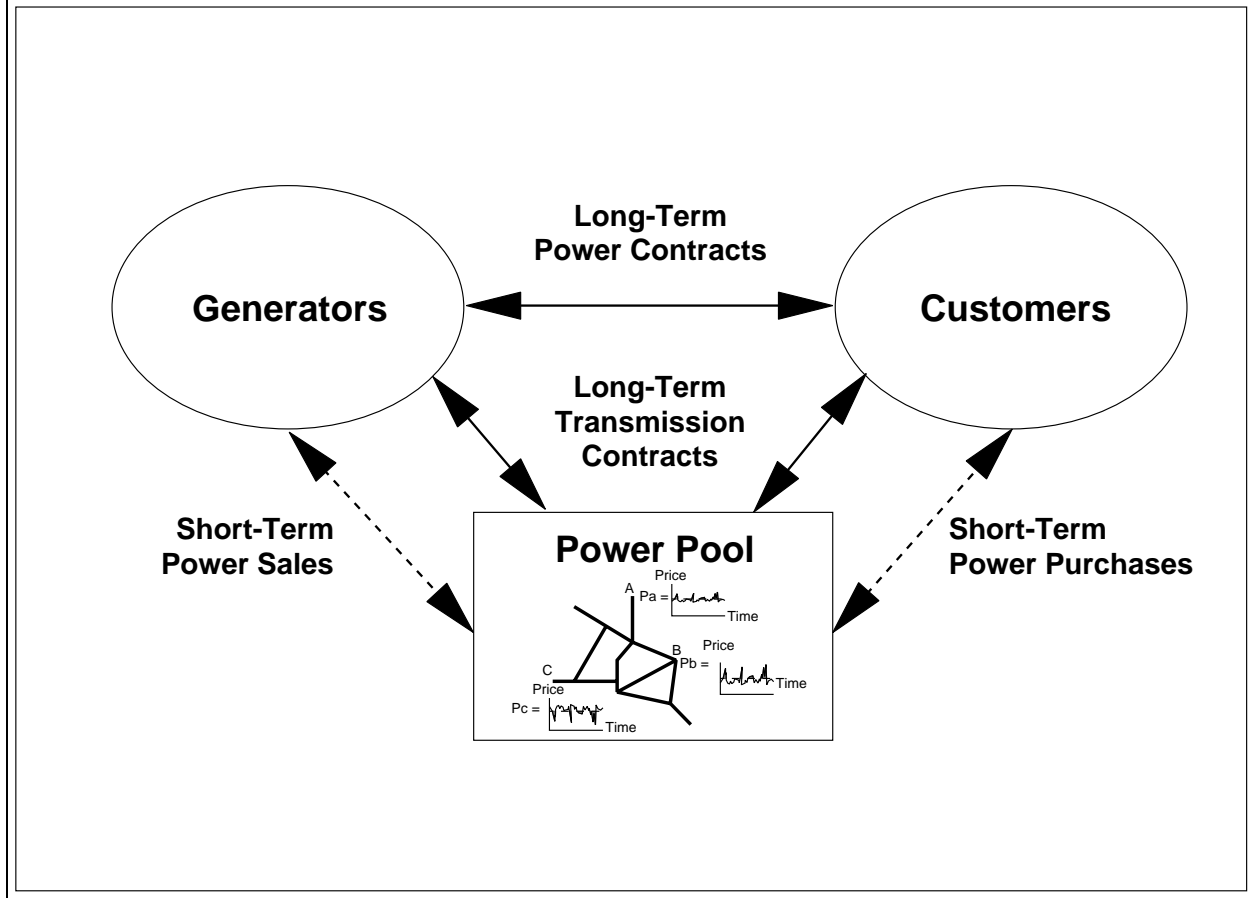 Long-Term
Power Contracts
Generators
Customers
Long-Term
Transmission
Contracts
Short-Term
Power Sales
Short-Term
Power Purchases
Power Pool
Price
A
Pa =
Time
B
Price
Pb =
Time
C
Price
Pc =
Time